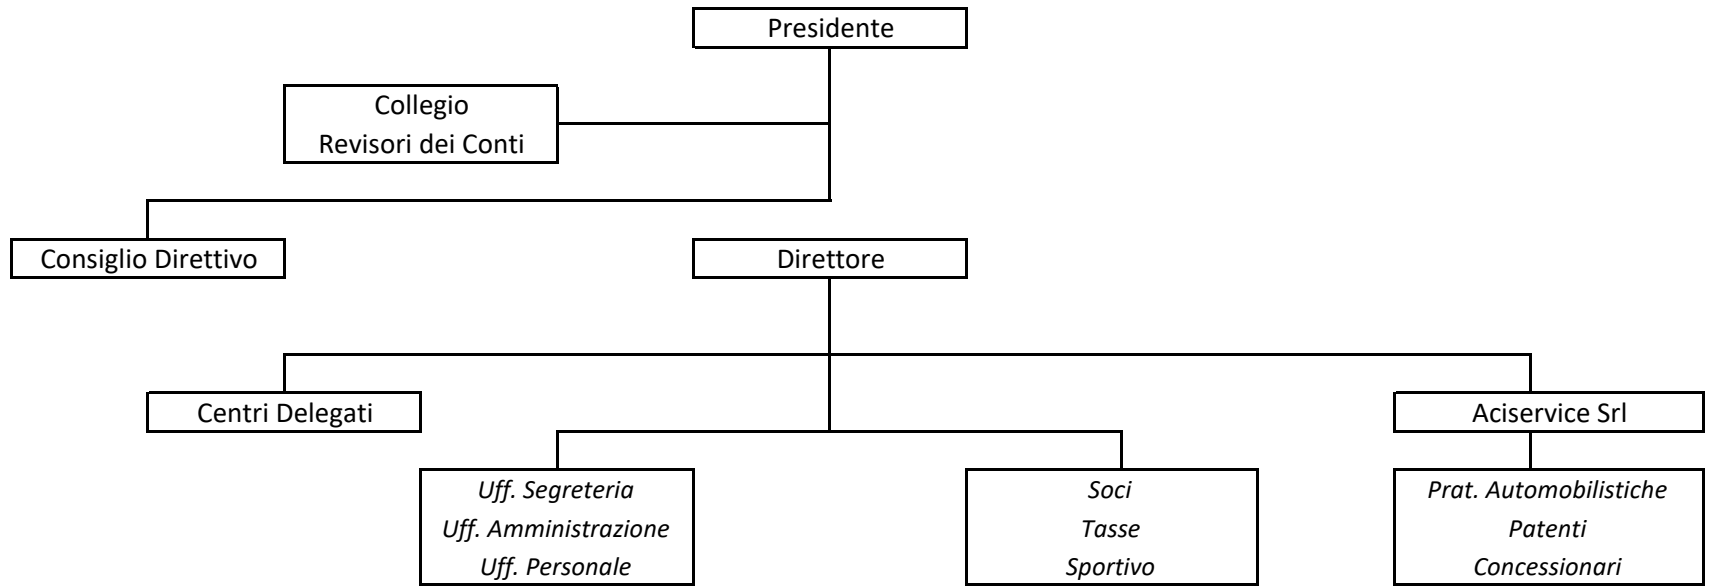 Presidente
Collegio
Revisori dei Conti
Consiglio Direttivo
Direttore
Centri Delegati
Aciservice Srl
Uff. Segreteria
Uff. Amministrazione
Uff. Personale
Soci
Tasse
Sportivo
Prat. Automobilistiche
Patenti
Concessionari